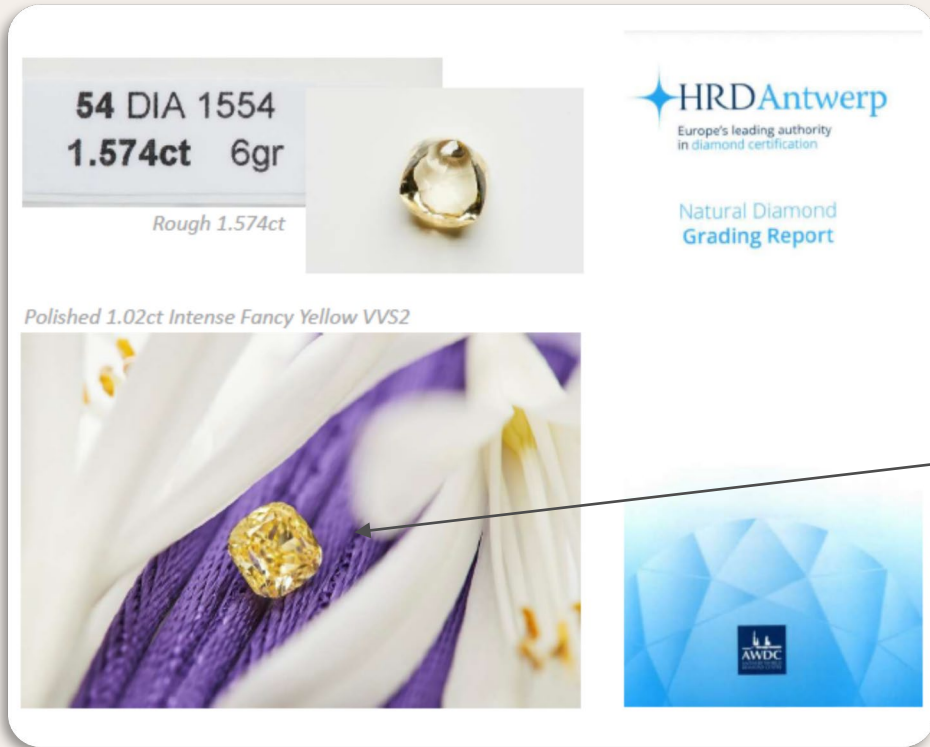 54 DIA 1554
1.574ct 6gr
Rough 1.574ct
Polished 1.02ct Intense Fancy Yellow VVS2
HRDAntwerp
Europe's leading authority
in diamond certification
Natural Diamond
Grading Report
AWDC